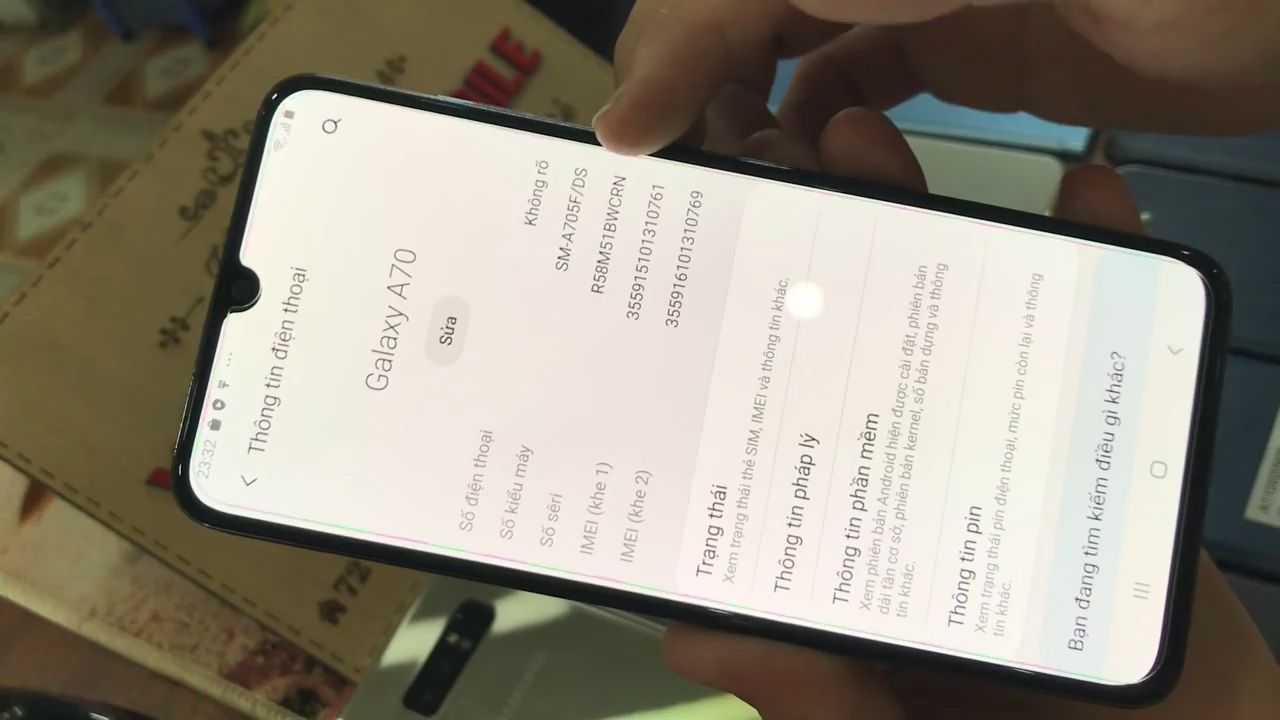 23:32
Thông tin điện thoại
Galaxy A70
Sửa
Số điện thoại Không rõ
Số kiểu máy SM-A705F/DS
Số sêri R58M51BWCRN
IMEI (khe 1) 355915101310761
IMEI (khe 2) 355916101310769
Trạng thái
Xem trạng thái thẻ SIM, IMEI và thông tin khác.
Thông tin pháp lý
Thông tin phần mềm
Xem phiên bản Android hiện được cài đặt, phiên bản
dải tần cơ sở, phiên bản kernel, số bản dựng và thông
tin khác.
Thông tin pin
Xem trạng thái pin điện thoại, mức pin còn lại và thông
tin khác.
Bạn đang tìm kiếm điều gì khác?
SAMSUNG